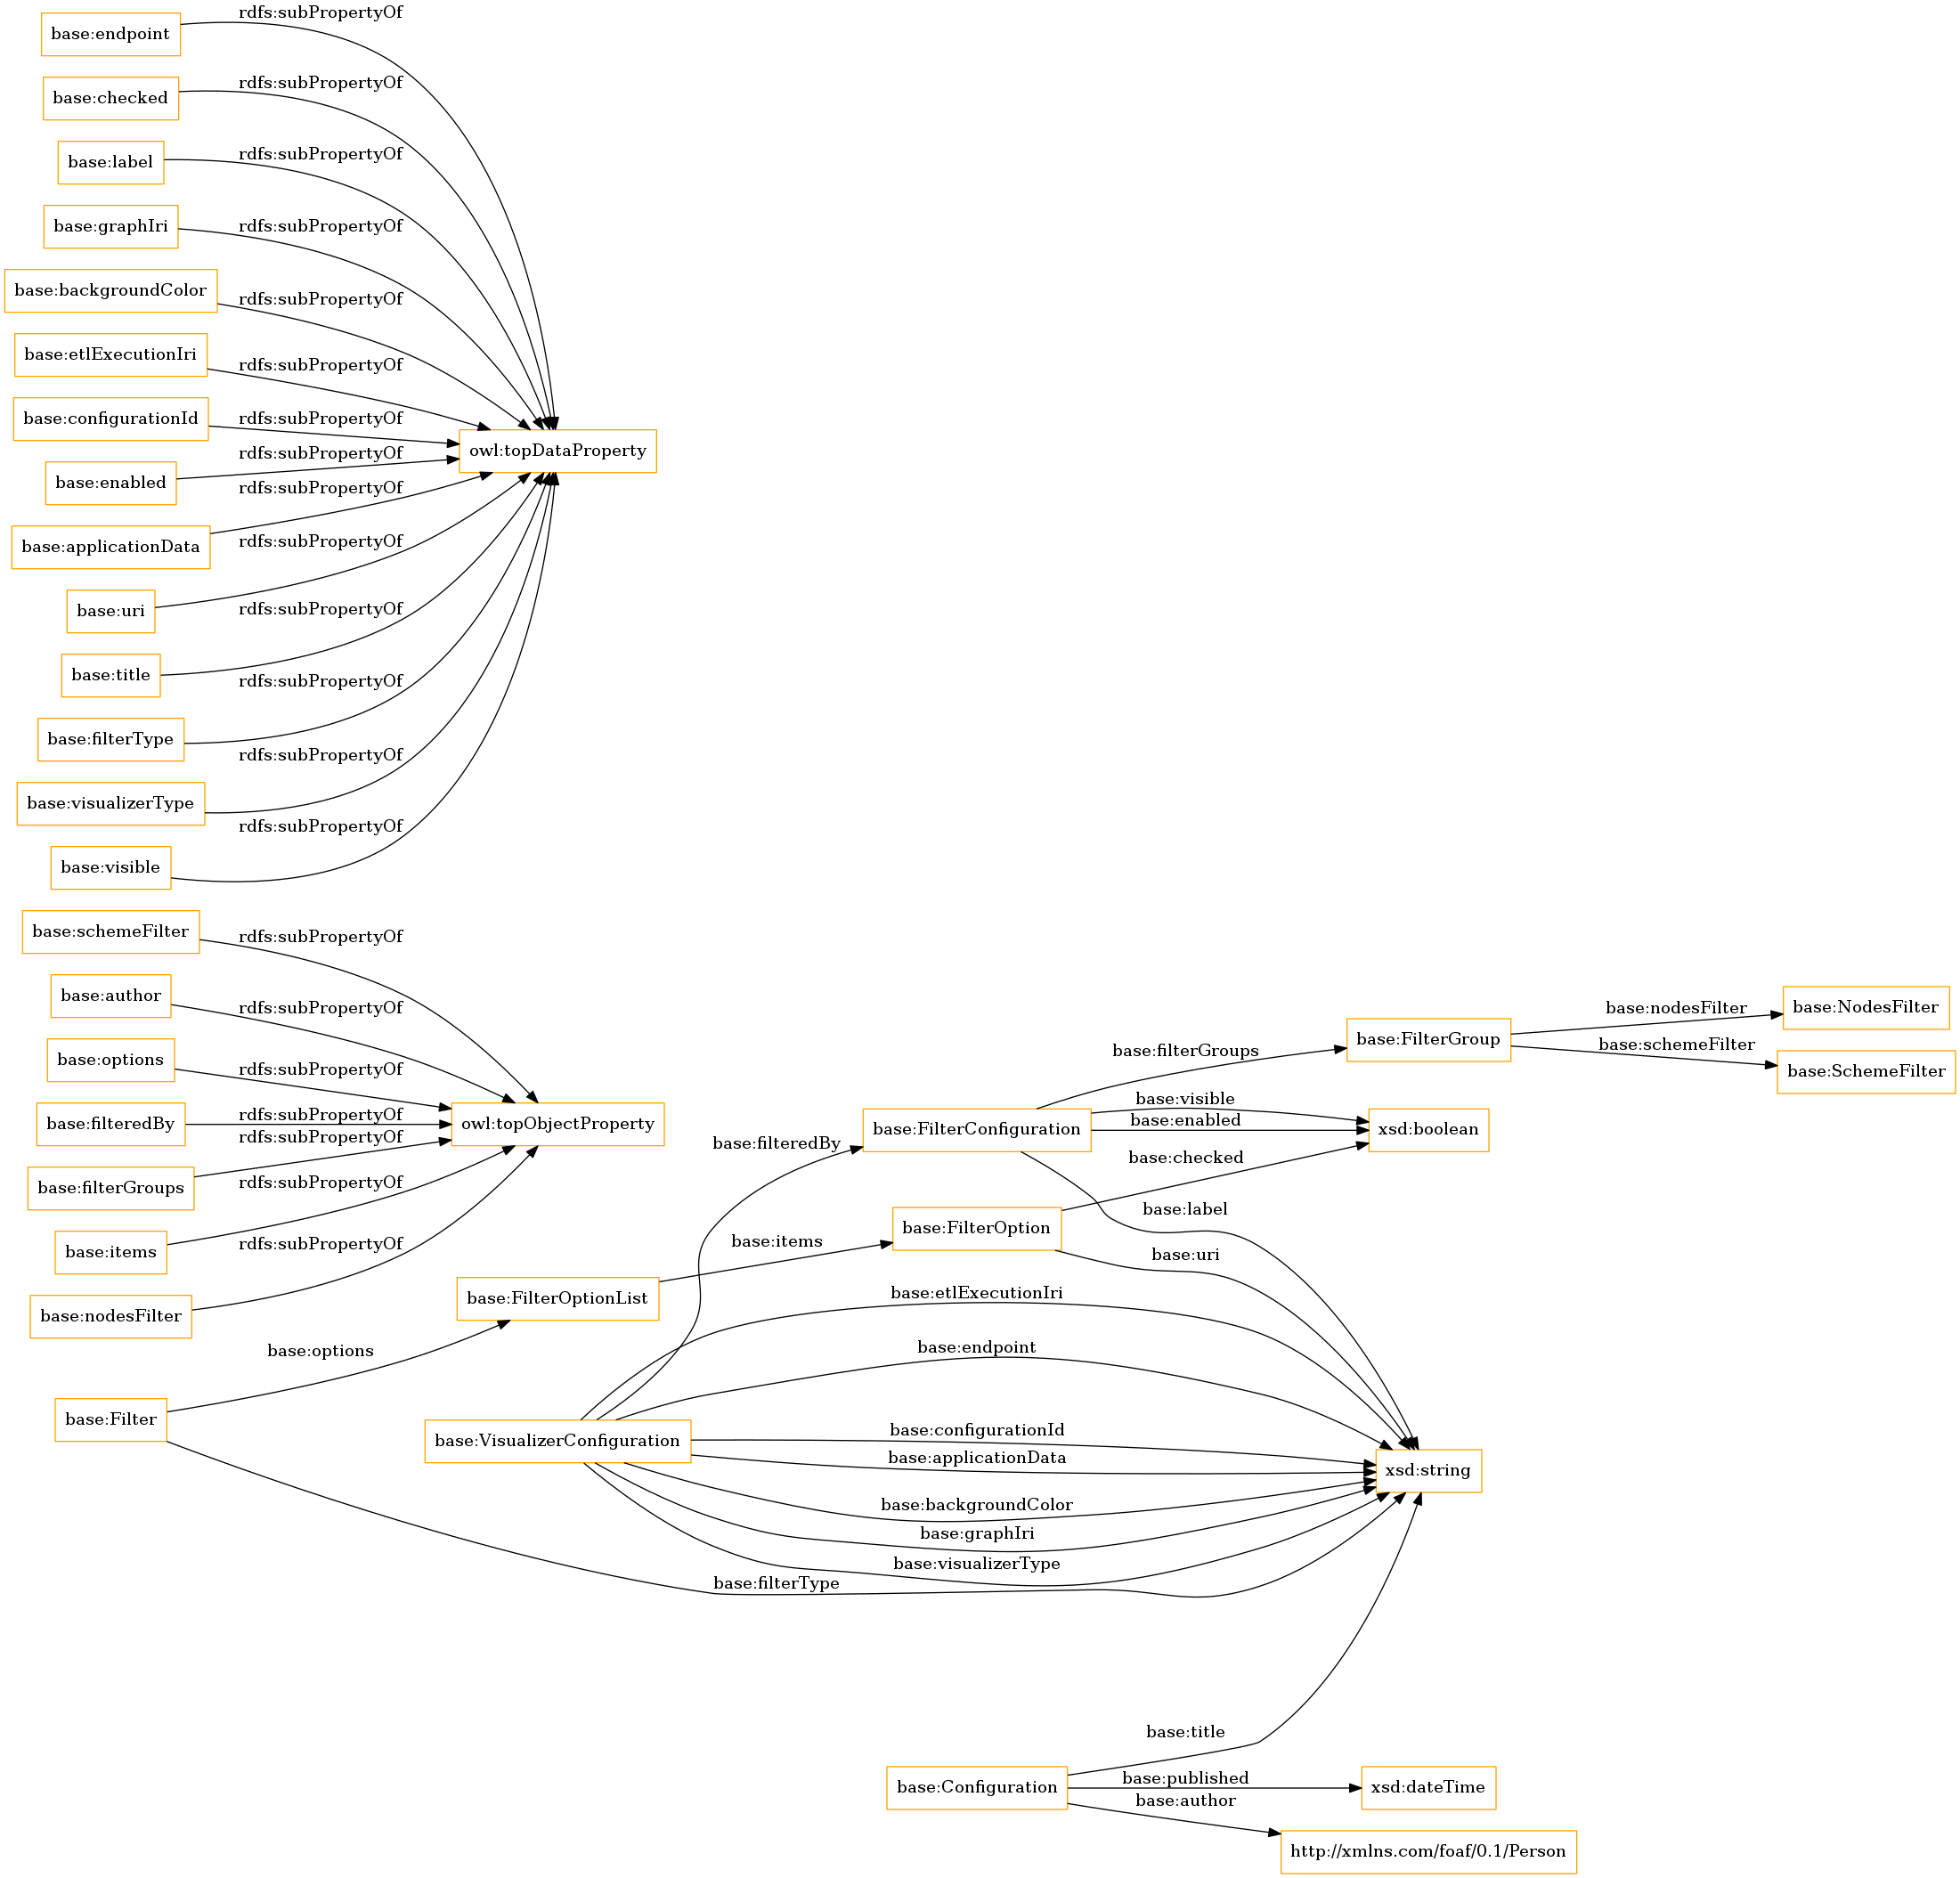 rdfs:subPropertyOf
base:endpoint
rdfs:subPropertyOf
base:checked
rdfs:subPropertyOf
base:label
rdfs:subPropertyOf
base:graphIri
rdfs:subPropertyOf
base:backgroundColor
rdfs:subPropertyOf
base:etlExecutionIri
rdfs:subPropertyOf
base:configurationId
rdfs:subPropertyOf
base:enabled
owl:topDataProperty
rdfs:subPropertyOf
base:applicationData
rdfs:subPropertyOf
base:uri
rdfs:subPropertyOf
base:title
rdfs:subPropertyOf
base:filterType
rdfs:subPropertyOf
base:visualizerType
rdfs:subPropertyOf
base:visible
base:schemeFilter
rdfs:subPropertyOf
base:author
rdfs:subPropertyOf
base:options
rdfs:subPropertyOf
base:filteredBy
rdfs:subPropertyOf
owl:topObjectProperty
base:filterGroups
rdfs:subPropertyOf
base:items
rdfs:subPropertyOf
base:nodesFilter
rdfs:subPropertyOf
base:FilterGroup
base:nodesFilter
base:NodesFilter
base:schemeFilter
base:SchemeFilter
base:filterGroups
base:FilterConfiguration
base:visible
base:enabled
xsd:boolean
base:filteredBy
base:checked
base:label
base:FilterOption
base:items
base:uri
base:FilterOptionList
base:etlExecutionIri
base:endpoint
base:options
base:Filter
base:VisualizerConfiguration
base:configurationId
base:applicationData
xsd:string
base:backgroundColor
base:graphIri
base:visualizerType
base:filterType
base:title
base:Configuration
base:published
xsd:dateTime
base:author
http://xmlns.com/foaf/0.1/Person